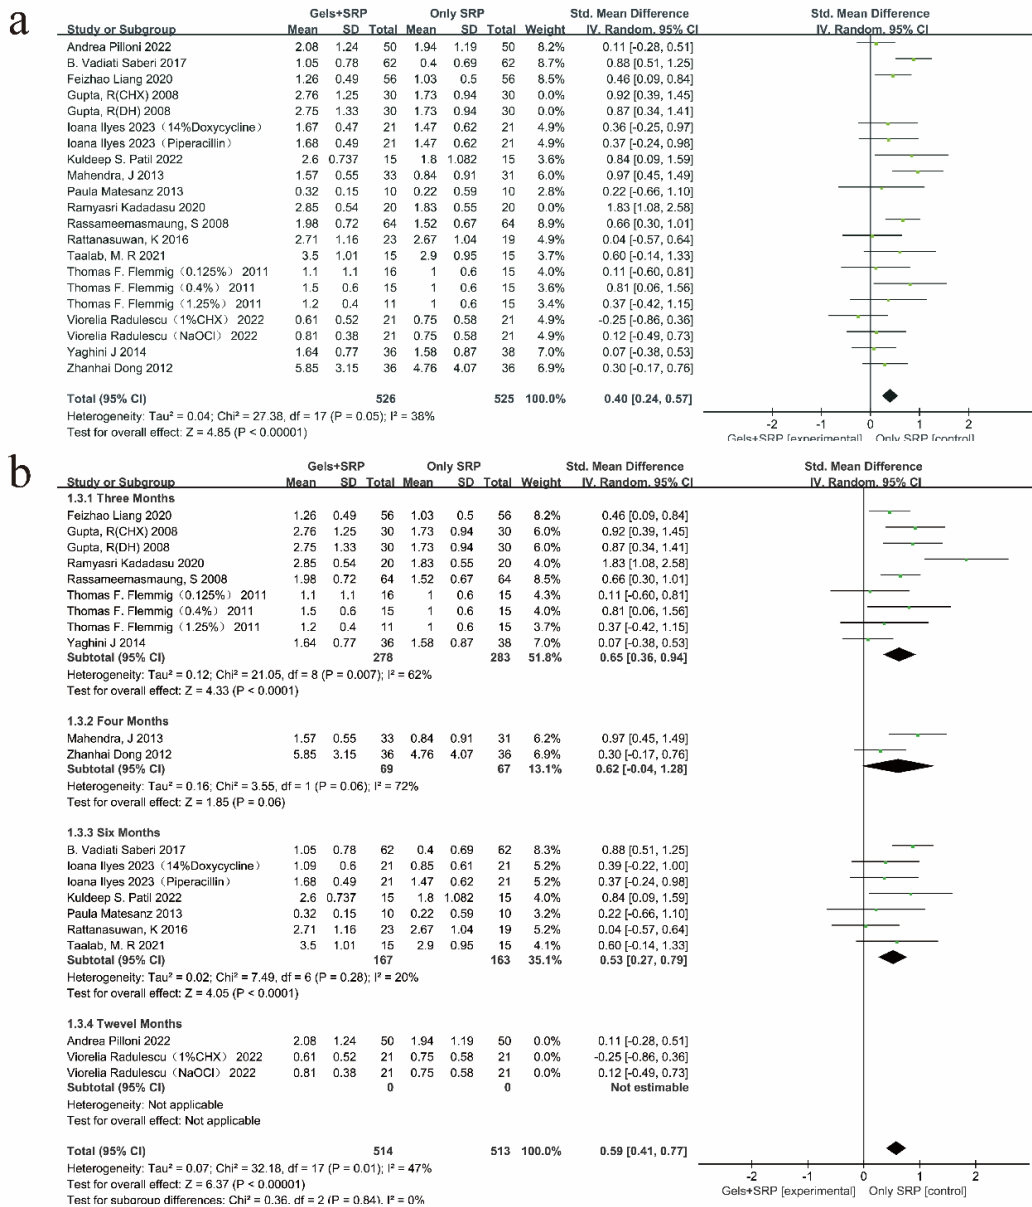 a
Gels+SRP Only SRP Std. Mean Difference Std. Mean Difference
Study or Subgroup Mean SD Total Mean SD Total Weight IV. Random. 95% CI IV. Random. 95% CI
Andrea Pilloni 2022 2.08 1.24 50 1.94 1.19 50 8.2% 0.11 [-0.28, 0.51]
B. Vadiati Saberi 2017 1.05 0.78 62 0.4 0.69 62 8.7% 0.88 [0.51, 1.25]
Feizhao Liang 2020 1.26 0.49 56 1.03 0.5 56 8.4% 0.46 [0.09, 0.84]
Gupta, R(CHX) 2008 2.76 1.25 30 1.73 0.94 30 0.0% 0.92 [0.39, 1.45]
Gupta, R(DH) 2008 2.75 1.33 30 1.73 0.94 30 0.0% 0.87 [0.34, 1.41]
Ioana Ilyes 2023（14%Doxycycline） 1.67 0.47 21 1.47 0.62 21 4.9% 0.36 [-0.25, 0.97]
Ioana Ilyes 2023（Piperacillin） 1.68 0.49 21 1.47 0.62 21 4.9% 0.37 [-0.24, 0.98]
Kuldeep S. Patil 2022 2.6 0.737 15 1.8 1.082 15 3.6% 0.84 [0.09, 1.59]
Mahendra, J 2013 1.57 0.55 33 0.84 0.91 31 6.0% 0.97 [0.45, 1.49]
Paula Matesanz 2013 0.32 0.15 10 0.22 0.59 10 2.8% 0.22 [-0.66, 1.10]
Ramyasri Kadadasu 2020 2.85 0.54 20 1.83 0.55 20 0.0% 1.83 [1.08, 2.58]
Rassameemasmaung, S 2008 1.98 0.72 64 1.52 0.67 64 8.9% 0.66 [0.30, 1.01]
Rattanasuwan, K 2016 2.71 1.16 23 2.67 1.04 19 4.9% 0.04 [-0.57, 0.64]
Taalab, M. R 2021 3.5 1.01 15 2.9 0.95 15 3.7% 0.60 [-0.14, 1.33]
Thomas F. Flemmig (0.125%）2011 1.1 1.1 16 1 0.6 15 4.0% 0.11 [-0.60, 0.81]
Thomas F. Flemmig (0.4%）2011 1.5 0.6 15 1 0.6 15 3.6% 0.81 [0.06, 1.56]
Thomas F. Flemmig (1.25%）2011 1.2 0.4 11 1 0.6 15 3.4% 0.37 [-0.42, 1.15]
Viorelia Radulescu（1%CHX）2022 0.61 0.52 21 0.75 0.58 21 4.9% -0.25 [-0.86, 0.36]
Viorelia Radulescu（NaOCl）2022 0.81 0.38 21 0.75 0.58 21 4.9% 0.12 [-0.49, 0.73]
Yaghini J 2014 1.64 0.77 36 1.58 0.87 38 7.0% 0.07 [-0.38, 0.53]
Zhanhai Dong 2012 5.85 3.15 36 4.76 4.07 36 6.9% 0.30 [-0.17, 0.76]
Total (95% CI) 526 525 100.0% 0.40 [0.24, 0.57]
Heterogeneity: Tau² = 0.04; Chi² = 27.38, df = 17 (P = 0.05); I² = 38%
Test for overall effect: Z = 4.85 (P < 0.00001)
-2 -1 0 1 2
Gels+SRP [experimental] Only SRP [control]
b
Gels+SRP Only SRP Std. Mean Difference Std. Mean Difference
Study or Subgroup Mean SD Total Mean SD Total Weight IV. Random. 95% CI IV. Random. 95% CI
1.3.1 Three Months
Feizhao Liang 2020 1.26 0.49 56 1.03 0.5 56 8.2% 0.46 [0.09, 0.84]
Gupta, R(CHX) 2008 2.76 1.25 30 1.73 0.94 30 6.0% 0.92 [0.39, 1.45]
Gupta, R(DH) 2008 2.75 1.33 30 1.73 0.94 30 6.0% 0.87 [0.34, 1.41]
Ramyasri Kadadasu 2020 2.85 0.54 20 1.83 0.55 20 4.0% 1.83 [1.08, 2.58]
Rassameemasmaung, S 2008 1.98 0.72 64 1.52 0.67 64 8.6% 0.66 [0.30, 1.01]
Thomas F. Flemmig (0.125%）2011 1.1 1.1 16 1 0.6 15 4.3% 0.11 [-0.60, 0.81]
Thomas F. Flemmig (0.4%）2011 1.5 0.6 15 1 0.6 15 4.0% 0.81 [0.06, 1.56]
Thomas F. Flemmig (1.25%）2011 1.2 0.4 11 1 0.6 15 3.7% 0.37 [-0.42, 1.15]
Yaghini J 2014 1.64 0.77 36 1.58 0.87 38 7.0% 0.07 [-0.38, 0.53]
Subtotal (95% CI) 278 283 51.8% 0.65 [0.36, 0.94]
Heterogeneity: Tau² = 0.12; Chi² = 21.05, df = 8 (P = 0.007); I² = 62%
Test for overall effect: Z = 4.33 (P < 0.0001)
1.3.2 Four Months
Mahendra, J 2013 1.57 0.55 33 0.84 0.91 31 6.2% 0.97 [0.45, 1.49]
Zhanhai Dong 2012 5.85 3.15 36 4.76 4.07 36 6.9% 0.30 [-0.17, 0.76]
Subtotal (95% CI) 69 67 13.1% 0.62 [-0.04, 1.28]
Heterogeneity: Tau² = 0.16; Chi² = 3.55, df = 1 (P = 0.06); I² = 72%
Test for overall effect: Z = 1.85 (P = 0.06)
1.3.3 Six Months
B. Vadiati Saberi 2017 1.05 0.78 62 0.4 0.69 62 8.3% 0.88 [0.51, 1.25]
Ioana Ilyes 2023（14%Doxycycline） 1.09 0.6 21 0.85 0.61 21 5.2% 0.39 [-0.22, 1.00]
Ioana Ilyes 2023（Piperacillin） 1.68 0.49 21 1.47 0.62 21 5.2% 0.37 [-0.24, 0.98]
Kuldeep S. Patil 2022 2.6 0.737 15 1.8 1.082 15 4.0% 0.84 [0.09, 1.59]
Paula Matesanz 2013 0.32 0.15 10 0.22 0.59 10 3.2% 0.22 [-0.66, 1.10]
Rattanasuwan, K 2016 2.71 1.16 23 2.67 1.04 19 5.2% 0.04 [-0.57, 0.64]
Taalab, M. R 2021 3.5 1.01 15 2.9 0.95 15 4.1% 0.60 [-0.14, 1.33]
Subtotal (95% CI) 167 163 35.1% 0.53 [0.27, 0.79]
Heterogeneity: Tau² = 0.02; Chi² = 7.49, df = 6 (P = 0.28); I² = 20%
Test for overall effect: Z = 4.05 (P < 0.0001)
1.3.4 Twevel Months
Andrea Pilloni 2022 2.08 1.24 50 1.94 1.19 50 0.0% 0.11 [-0.28, 0.51]
Viorelia Radulescu（1%CHX）2022 0.61 0.52 21 0.75 0.58 21 0.0% -0.25 [-0.86, 0.36]
Viorelia Radulescu（NaOCl）2022 0.81 0.38 21 0.75 0.58 21 0.0% 0.12 [-0.49, 0.73]
Subtotal (95% CI) 0 0 Not estimable
Heterogeneity: Not applicable
Test for overall effect: Not applicable
Total (95% CI) 514 513 100.0% 0.59 [0.41, 0.77]
Heterogeneity: Tau² = 0.07; Chi² = 32.18, df = 17 (P = 0.01); I² = 47%
Test for overall effect: Z = 6.37 (P < 0.00001)
Test for subgroup differences: Chi² = 0.36, df = 2 (P = 0.84), I² = 0%
-2 -1 0 1 2
Gels+SRP [experimental] Only SRP [control]